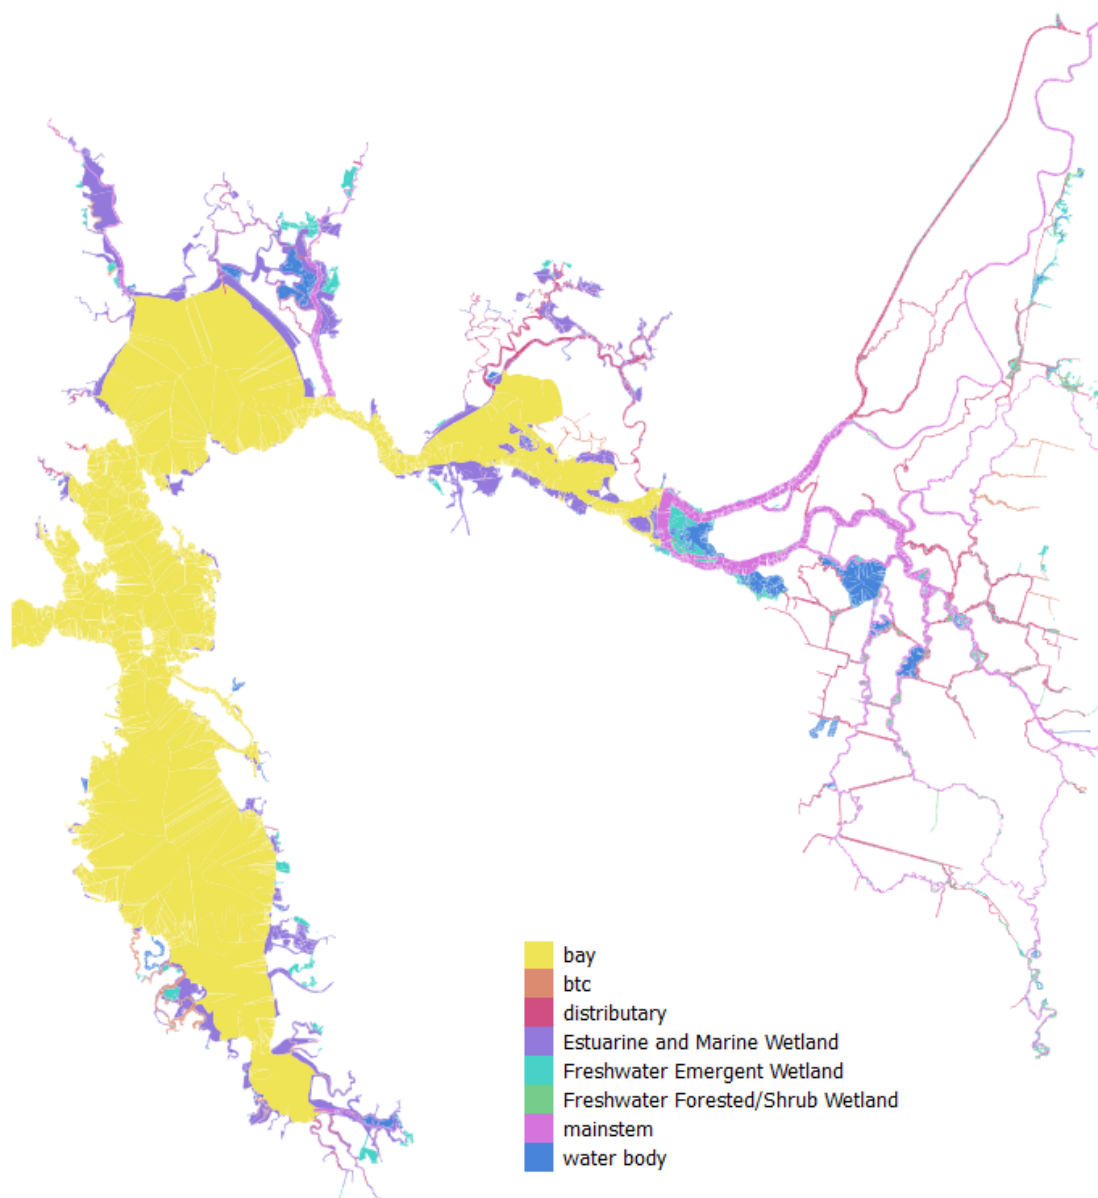 bay
btc
distributary
Estuarine and Marine Wetland
Freshwater Emergent Wetland
Freshwater Forested/Shrub Wetland
mainstem
water body